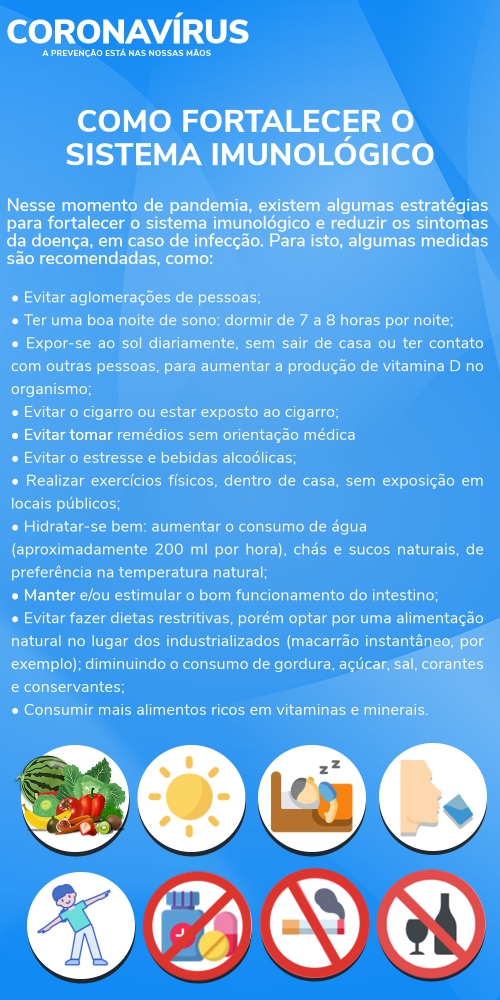 CORONAVÍRUS
A PREVENÇÃO ESTÁ NAS NOSSAS MÃOS
COMO FORTALECER O
SISTEMA IMUNOLÓGICO
Nesse momento de pandemia, existem algumas estratégias
para fortalecer o sistema imunológico e reduzir os sintomas
da doença, em caso de infecção. Para isto, algumas medidas
são recomendadas, como:
• Evitar aglomerações de pessoas;
• Ter uma boa noite de sono: dormir de 7 a 8 horas por noite;
• Expor-se ao sol diariamente, sem sair de casa ou ter contato
com outras pessoas, para aumentar a produção de vitamina D no
organismo;
• Evitar o cigarro ou estar exposto ao cigarro;
• Evitar tomar remédios sem orientação médica
• Evitar o estresse e bebidas alcoólicas;
• Realizar exercícios físicos, dentro de casa, sem exposição em
locais públicos;
• Hidratar-se bem: aumentar o consumo de água
(aproximadamente 200 ml por hora), chás e sucos naturais, de
preferência na temperatura natural;
• Manter e/ou estimular o bom funcionamento do intestino;
• Evitar fazer dietas restritivas, porém optar por uma alimentação
natural no lugar dos industrializados (macarrão instantâneo, por
exemplo); diminuindo o consumo de gordura, açúcar, sal, corantes
e conservantes;
• Consumir mais alimentos ricos em vitaminas e minerais.
z z z